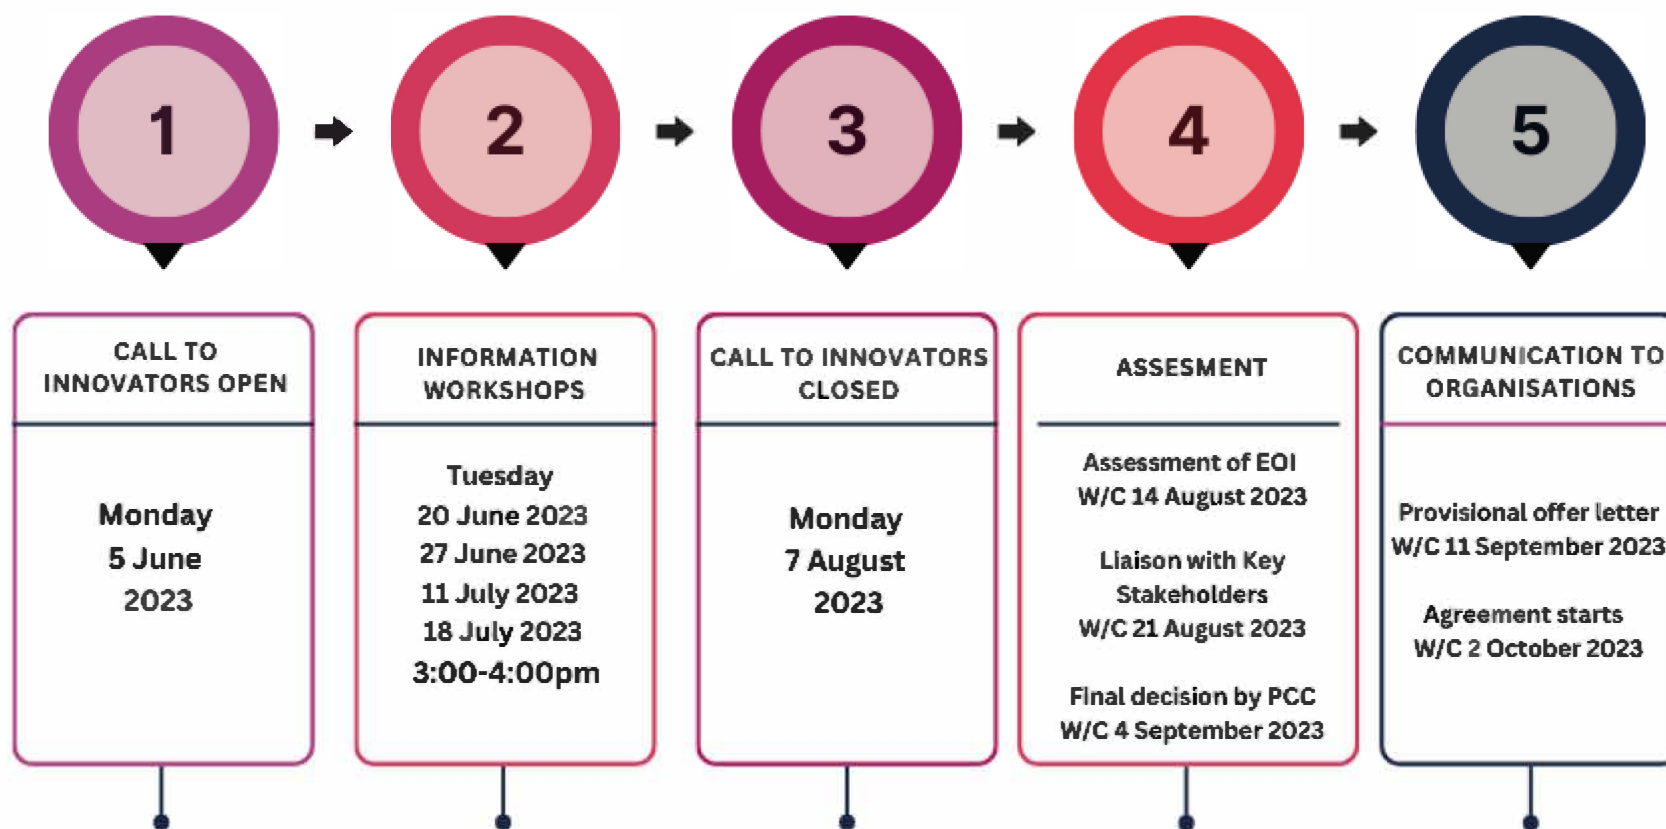 1
2
3
4
5
CALL TO
INNOVATORS OPEN
Monday
5 June
2023
INFORMATION
WORKSHOPS
Tuesday
20 June 2023
27 June 2023
11 July 2023
18 July 2023
3:00-4:00pm
CALL TO INNOVATORS
CLOSED
Monday
7 August
2023
ASSESMENT
Assessment of EOI
W/C 14 August 2023
Liaison with Key
Stakeholders
W/C 21 August 2023
Final decision by PCC
W/C 4 September 2023
COMMUNICATION TO
ORGANISATIONS
Provisional offer letter
W/C 11 September 2023
Agreement starts
W/C 2 October 2023